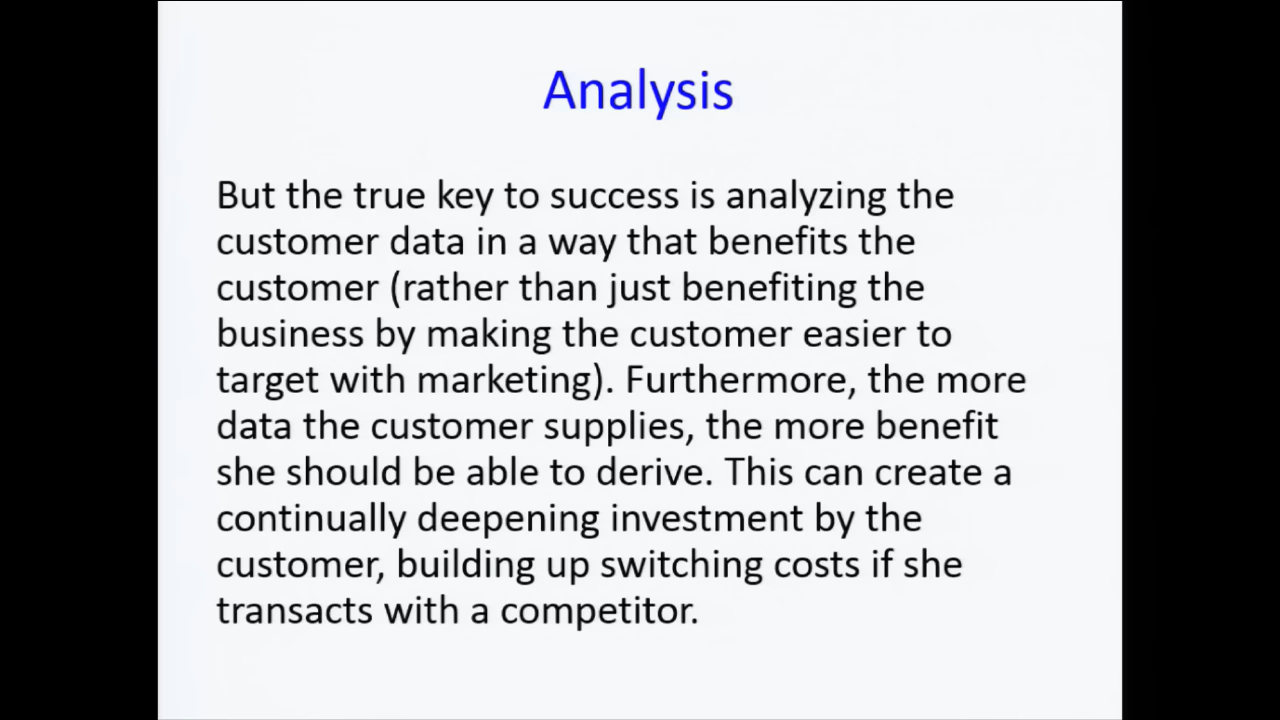 Analysis
But the true key to success is analyzing the
customer data in a way that benefits the
customer (rather than just benefiting the
business by making the customer easier to
target with marketing). Furthermore, the more
data the customer supplies, the more benefit
she should be able to derive. This can create a
continually deepening investment by the
customer, building up switching costs if she
transacts with a competitor.